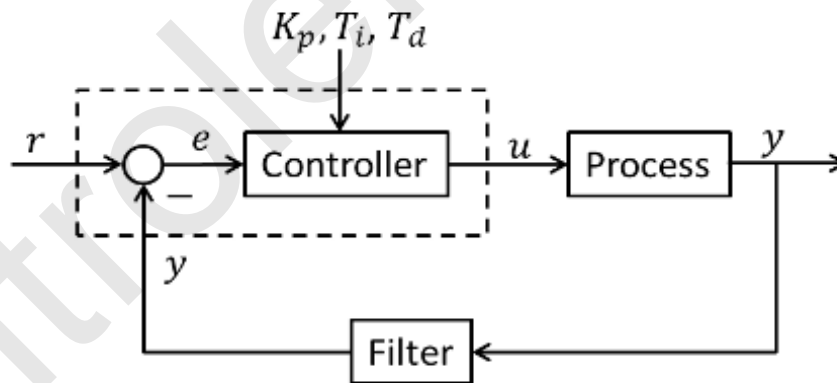 K_p, T_i, T_d
r
e
Controller
u
Process
y
−
y
Filter